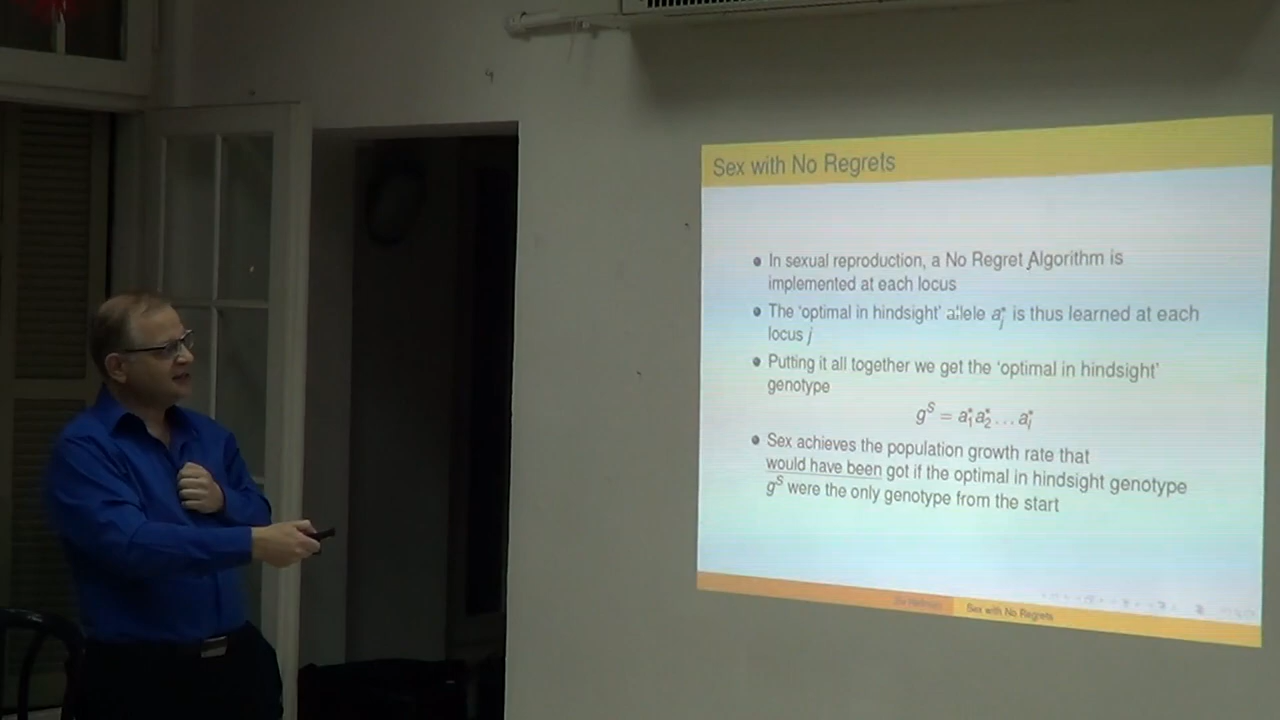 Sex with No Regrets
In sexual reproduction, a No Regret Algorithm is
implemented at each locus
The 'optimal in hindsight' allele a*j is thus learned at each
locus j
Putting it all together we get the 'optimal in hindsight'
genotype
gS = a*1a*2...a*l
Sex achieves the population growth rate that
would have been got if the optimal in hindsight genotype
gS were the only genotype from the start
Sex with No Regrets